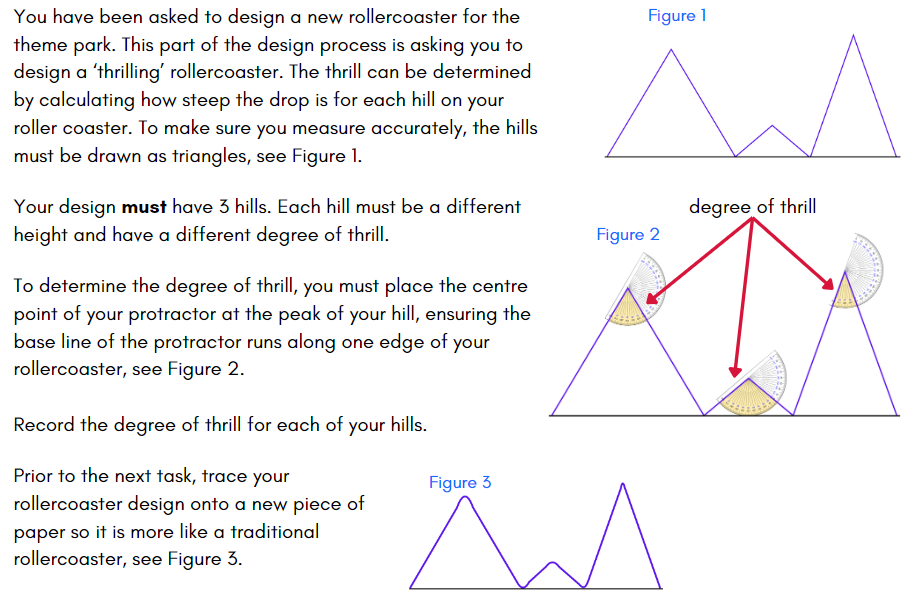 You have been asked to design a new rollercoaster for the
theme park. This part of the design process is asking you to
design a ‘thrilling’ rollercoaster. The thrill can be determined
by calculating how steep the drop is for each hill on your
roller coaster. To make sure you measure accurately, the hills
must be drawn as triangles, see Figure 1.
Figure 1
Your design must have 3 hills. Each hill must be a different
height and have a different degree of thrill.
degree of thrill
Figure 2
To determine the degree of thrill, you must place the centre
point of your protractor at the peak of your hill, ensuring the
base line of the protractor runs along one edge of your
rollercoaster, see Figure 2.
Record the degree of thrill for each of your hills.
Prior to the next task, trace your
rollercoaster design onto a new piece of
paper so it is more like a traditional
rollercoaster, see Figure 3.
Figure 3